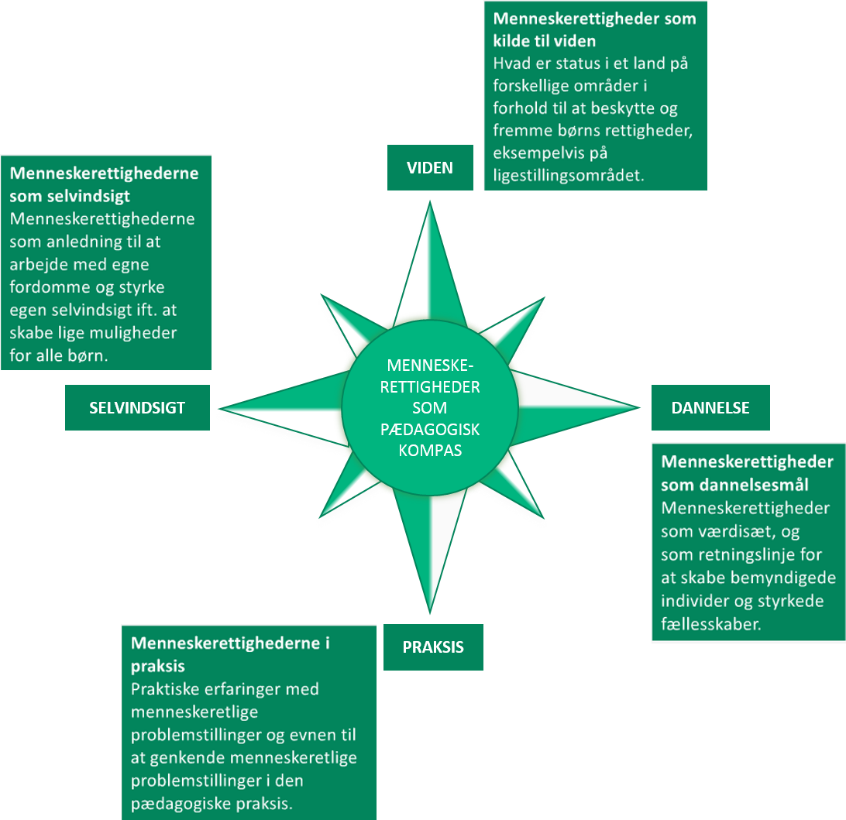 Menneskerettigheder som
kilde til viden
Hvad er status i et land på
forskellige områder i
forhold til at beskytte og
fremme børns rettigheder,
eksempelvis på
ligestillingsområdet.
VIDEN
Menneskerettighederne
som selvindsigt
Menneskerettighederne
som anledning til at
arbejde med egne
fordomme og styrke
egen selvindsigt ift. at
skabe lige muligheder
for alle børn.
SELVINDSIGT
MENNESKE-
RETTIGHEDER
SOM
PÆDAGOGISK
KOMPAS
DANNELSE
Menneskerettigheder
som dannelsesmål
Menneskerettigheder
som værdisæt, og
som retningslinje for
at skabe bemyndigede
individer og styrkede
fællesskaber.
PRAKSIS
Menneskerettighederne i
praksis
Praktiske erfaringer med
menneskeretlige
problemstillinger og evnen til
at genkende menneskeretlige
problemstillinger i den
pædagogiske praksis.